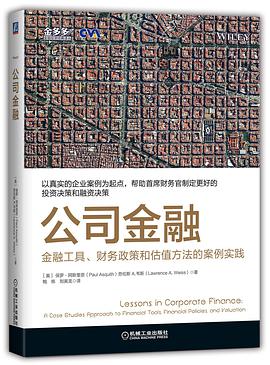 公司金融
金多多
CVA
WILEY
以真实的企业案例为起点，帮助首席财务官制定更好的
投资决策和融资决策
公司金融
金融工具、财务政策和估值方法的案例实践
[美] 保罗·阿斯奎思 (Paul Asquith) 劳伦斯 A. 韦斯 (Lawrence A. Weiss) ◎著
Lessons in Corporate Finance:
A Case Studies Approach to Financial Tools, Financial Policies, and Valuation
机械工业出版社